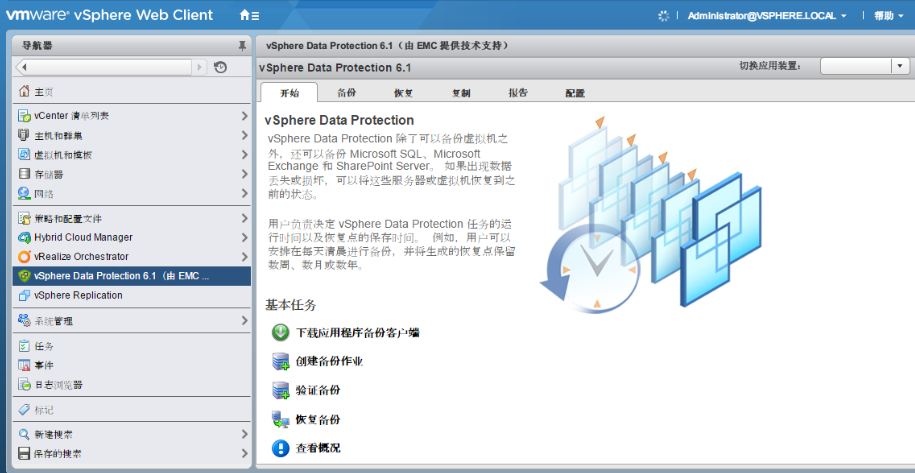 vmware® vSphere Web Client
Administrator@VSPHERE.LOCAL
帮助
导航器
主页
vCenter 清单列表
主机和群集
虚拟机和模板
存储器
网络
策略和配置文件
Hybrid Cloud Manager
vRealize Orchestrator
vSphere Data Protection 6.1（由 EMC ...
vSphere Replication
系统管理
任务
事件
日志浏览器
标记
新建搜索
保存的搜索
vSphere Data Protection 6.1（由 EMC 提供技术支持）
vSphere Data Protection 6.1
切换应用装置：
开始
备份
恢复
复制
报告
配置
vSphere Data Protection
vSphere Data Protection 除了可以备份虚拟机之
外，还可以备份 Microsoft SQL、Microsoft
Exchange 和 SharePoint Server。 如果出现数据
丢失或损坏，可以将这些服务器或虚拟机恢复到之
前的状态。
用户负责决定 vSphere Data Protection 任务的运
行时间以及恢复点的保存时间。 例如，用户可以
安排在每天清晨进行备份，并将生成的恢复点保留
数周、数月或数年。
基本任务
下载应用程序备份客户端
创建备份作业
验证备份
恢复备份
查看概况